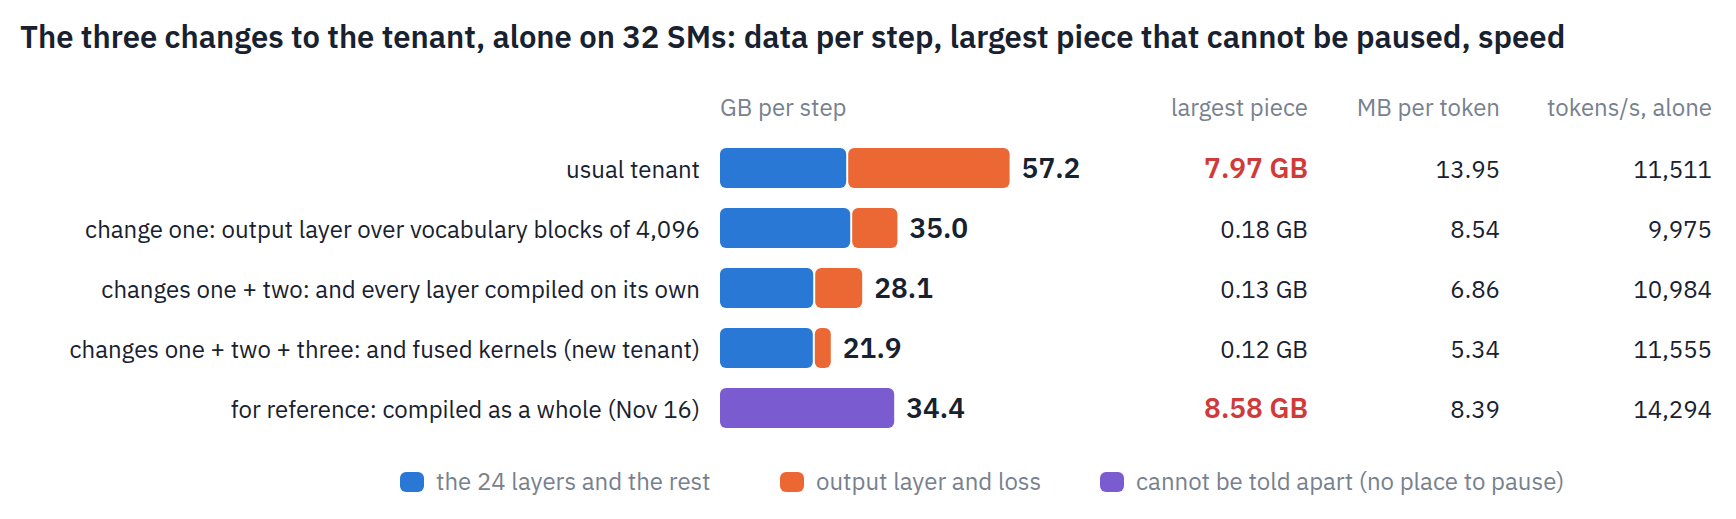 The three changes to the tenant, alone on 32 SMs: data per step, largest piece that cannot be paused, speed
GB per step largest piece MB per token tokens/s, alone
usual tenant 57.2 7.97 GB 13.95 11,511
change one: output layer over vocabulary blocks of 4,096 35.0 0.18 GB 8.54 9,975
changes one + two: and every layer compiled on its own 28.1 0.13 GB 6.86 10,984
changes one + two + three: and fused kernels (new tenant) 21.9 0.12 GB 5.34 11,555
for reference: compiled as a whole (Nov 16) 34.4 8.58 GB 8.39 14,294
the 24 layers and the rest output layer and loss cannot be told apart (no place to pause)